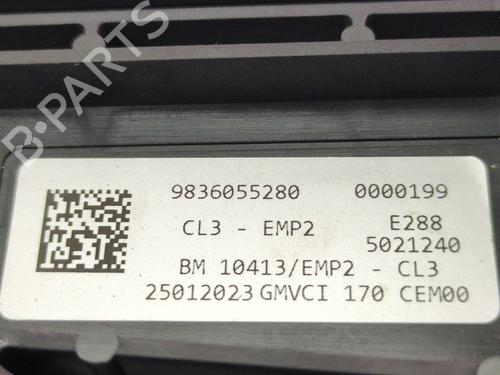 B-PARTS
9836055280 0000199
CL3 - EMP2 E288
5021240
BM 10413/EMP2 - CL3
25012023 GMVCI 170 CEM00